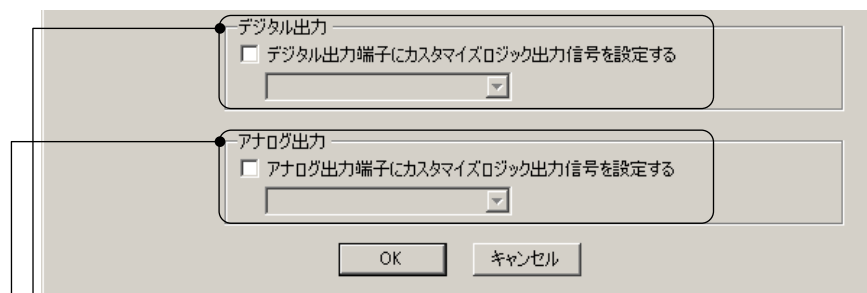 デジタル出力
デジタル出力端子にカスタマイズロジック出力信号を設定する
アナログ出力
アナログ出力端子にカスタマイズロジック出力信号を設定する
OK
キャンセル